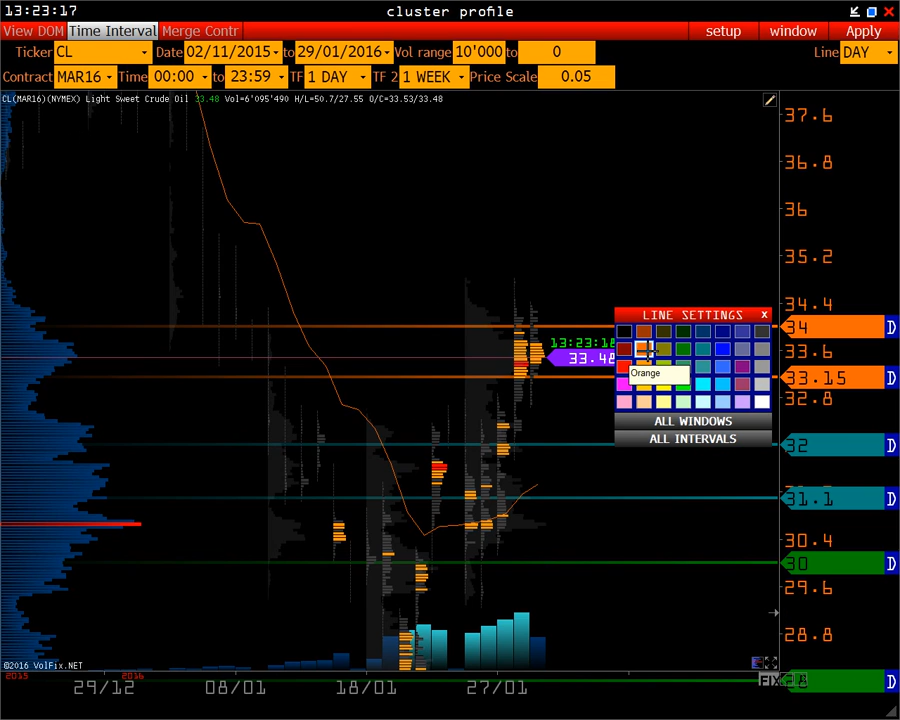 13:23:17 cluster profile
View DOM Time Interval Merge Contr setup window Apply
Ticker CL Date 02/11/2015 to 29/01/2016 Vol range 10'000 to 0 Line DAY
Contract MAR16 Time 00:00 to 23:59 TF 1 DAY TF 2 1 WEEK Price Scale 0.05
CL(MAR16)(NYMEX) Light Sweet Crude Oil 33.48 Vol=6'095'490 H/L=50.7/27.55 O/C=33.53/33.48
37.6
36.8
36
35.2
34.4
LINE SETTINGS x
34 D
13:23:18
33.6
33.48
Orange
33.15 D
32.8
ALL WINDOWS
ALL INTERVALS
32 D
31.1 D
30.4
30 D
29.6
28.8
©2016 VolFix.NET
2015 2016
29/12 08/01 18/01 27/01
FIX D